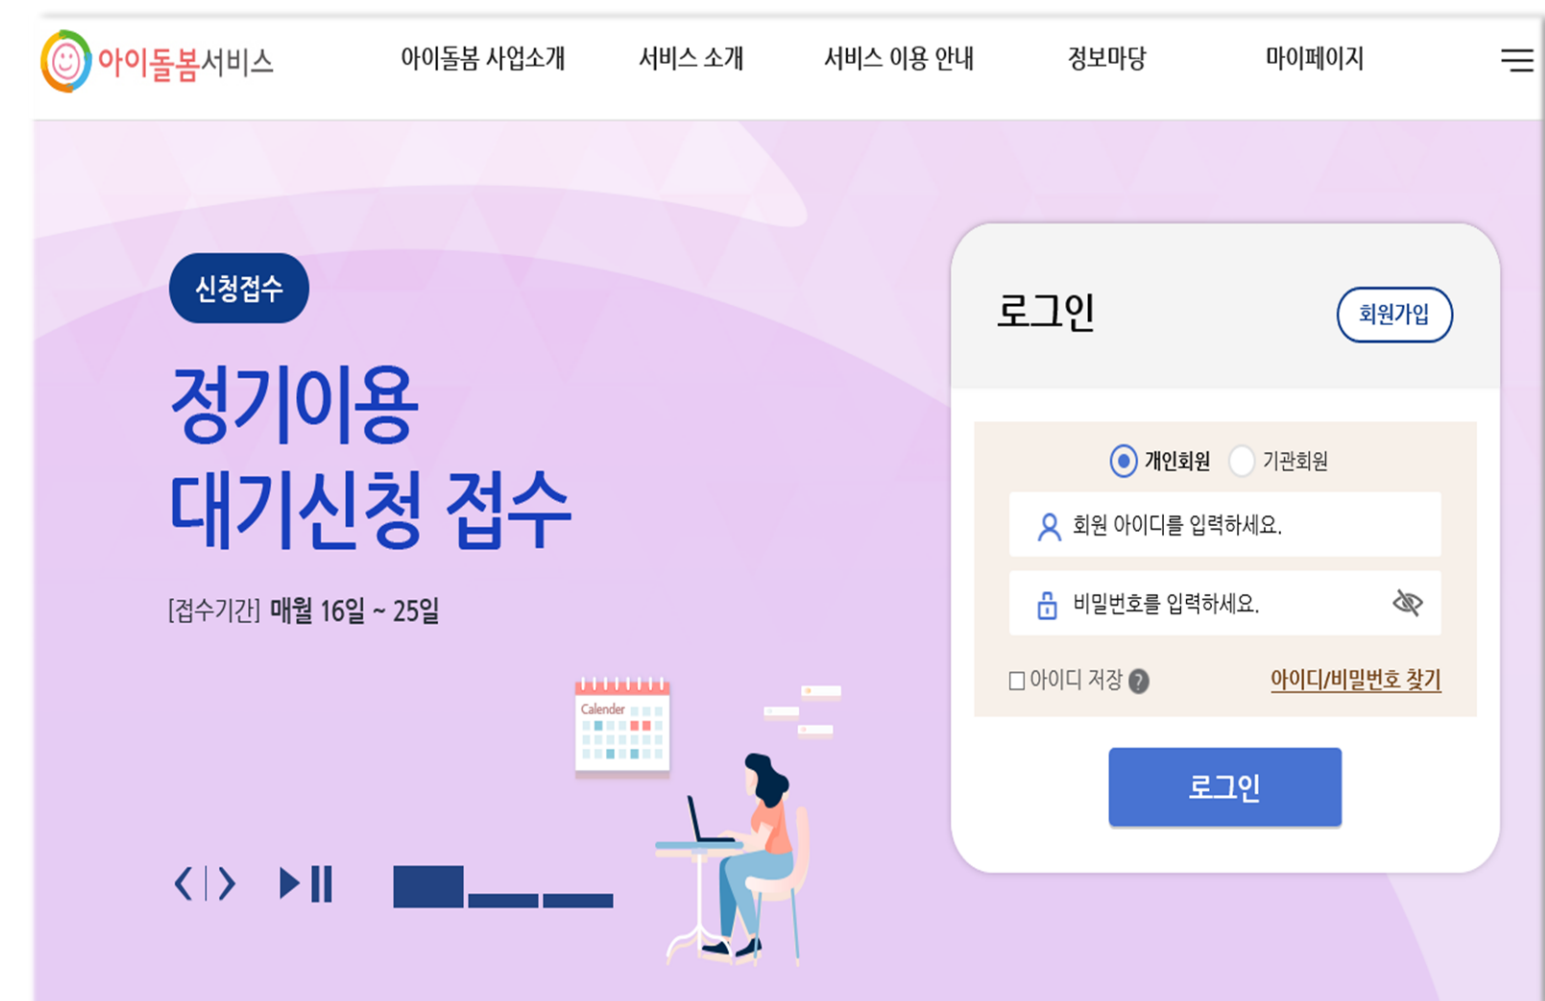 아이돌봄서비스
아이돌봄 사업소개 서비스 소개 서비스 이용 안내 정보마당 마이페이지
신청접수
정기이용
대기신청 접수
[접수기간] 매월 16일 ~ 25일
Calender
로그인 회원가입
개인회원 기관회원
회원 아이디를 입력하세요.
비밀번호를 입력하세요.
아이디 저장 ? 아이디/비밀번호 찾기
로그인